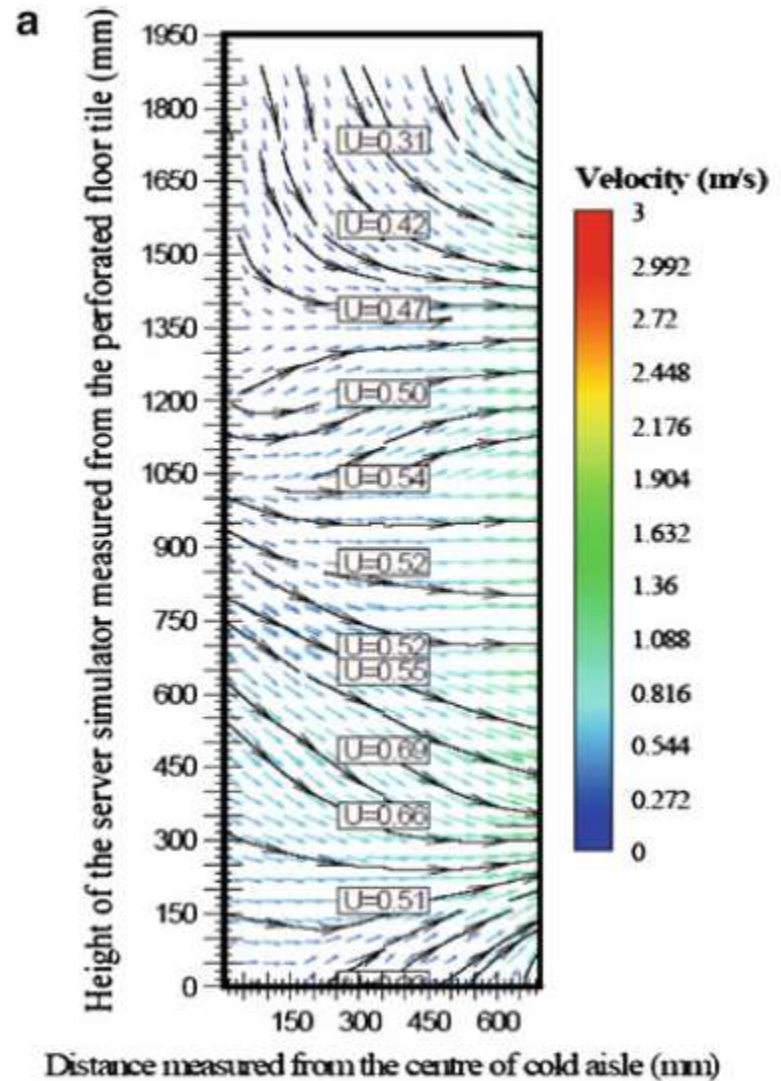 a
Height of the server simulator measured from the perforated floor tile (mm)
1950
1800
1650
1500
1350
1200
1050
900
750
600
450
300
150
0
U=0.31
U=0.42
U=0.47
U=0.50
U=0.54
U=0.52
U=0.52
U=0.55
U=0.69
U=0.66
U=0.51
150 300 450 600
Distance measured from the centre of cold aisle (mm)
Velocity (m/s)
3
2.992
2.72
2.448
2.176
1.904
1.632
1.36
1.088
0.816
0.544
0.272
0